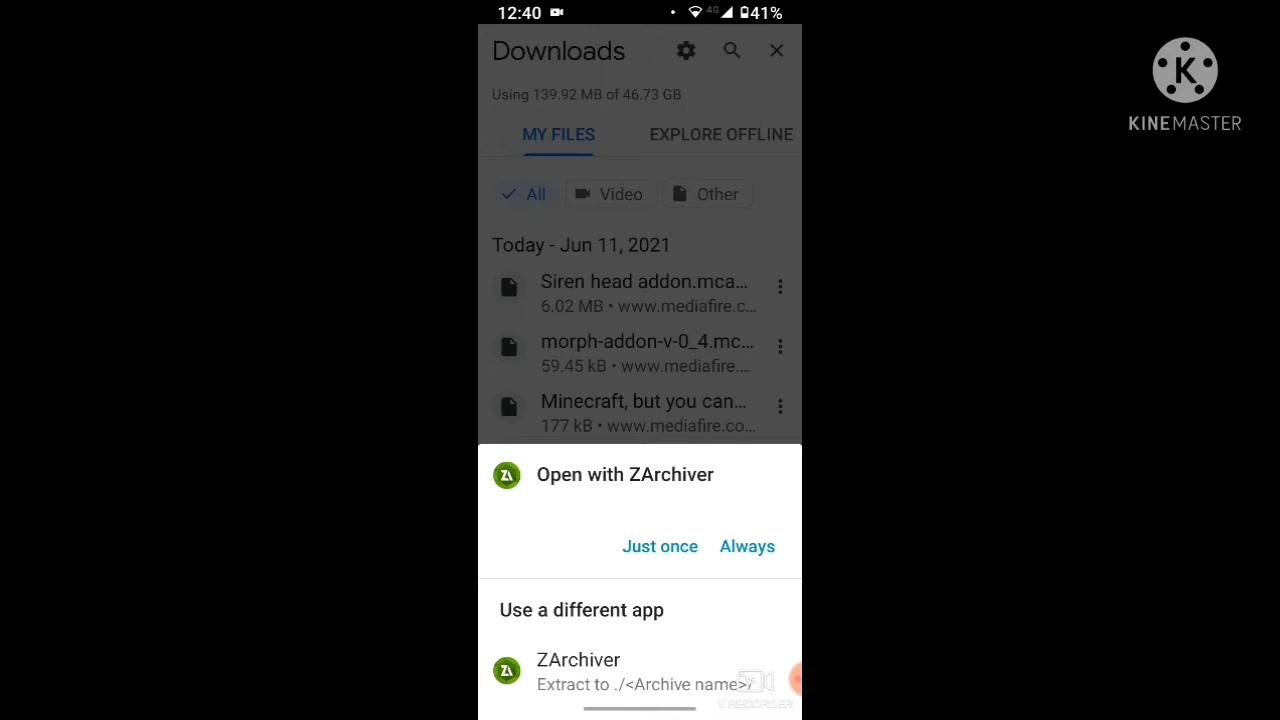 12:40 4G 41%
Downloads
Using 139.92 MB of 46.73 GB
MY FILES EXPLORE OFFLINE
All Video Other
Today - Jun 11, 2021
Siren head addon.mca...
6.02 MB • www.mediafire.c...
morph-addon-v-0_4.mc...
59.45 kB • www.mediafire....
Minecraft, but you can...
177 kB • www.mediafire.co...
Open with ZArchiver
Just once Always
Use a different app
ZArchiver
Extract to ./<Archive name>/
VRECORDER
K
KINEMASTER